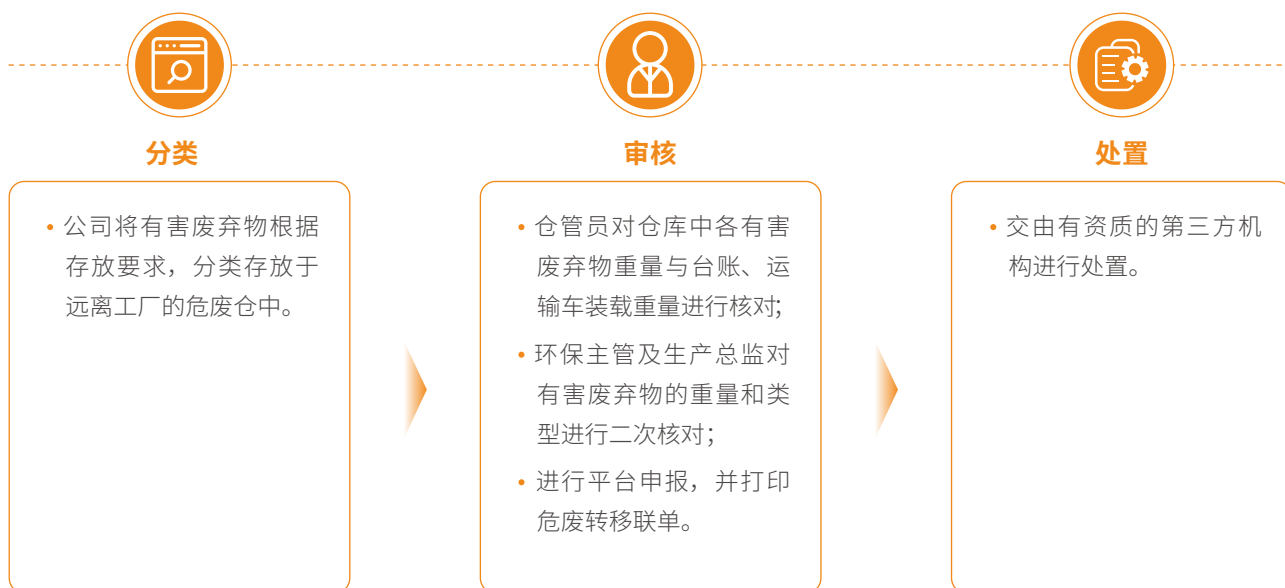 分类
• 公司将有害废弃物根据
存放要求，分类存放于
远离工厂的危废仓中。
审核
• 仓管员对仓库中各有害
废弃物重量与台账、运
输车装载重量进行核对；
• 环保主管及生产总监对
有害废弃物的重量和类
型进行二次核对；
• 进行平台申报，并打印
危废转移联单。
处置
• 交由有资质的第三方机
构进行处置。